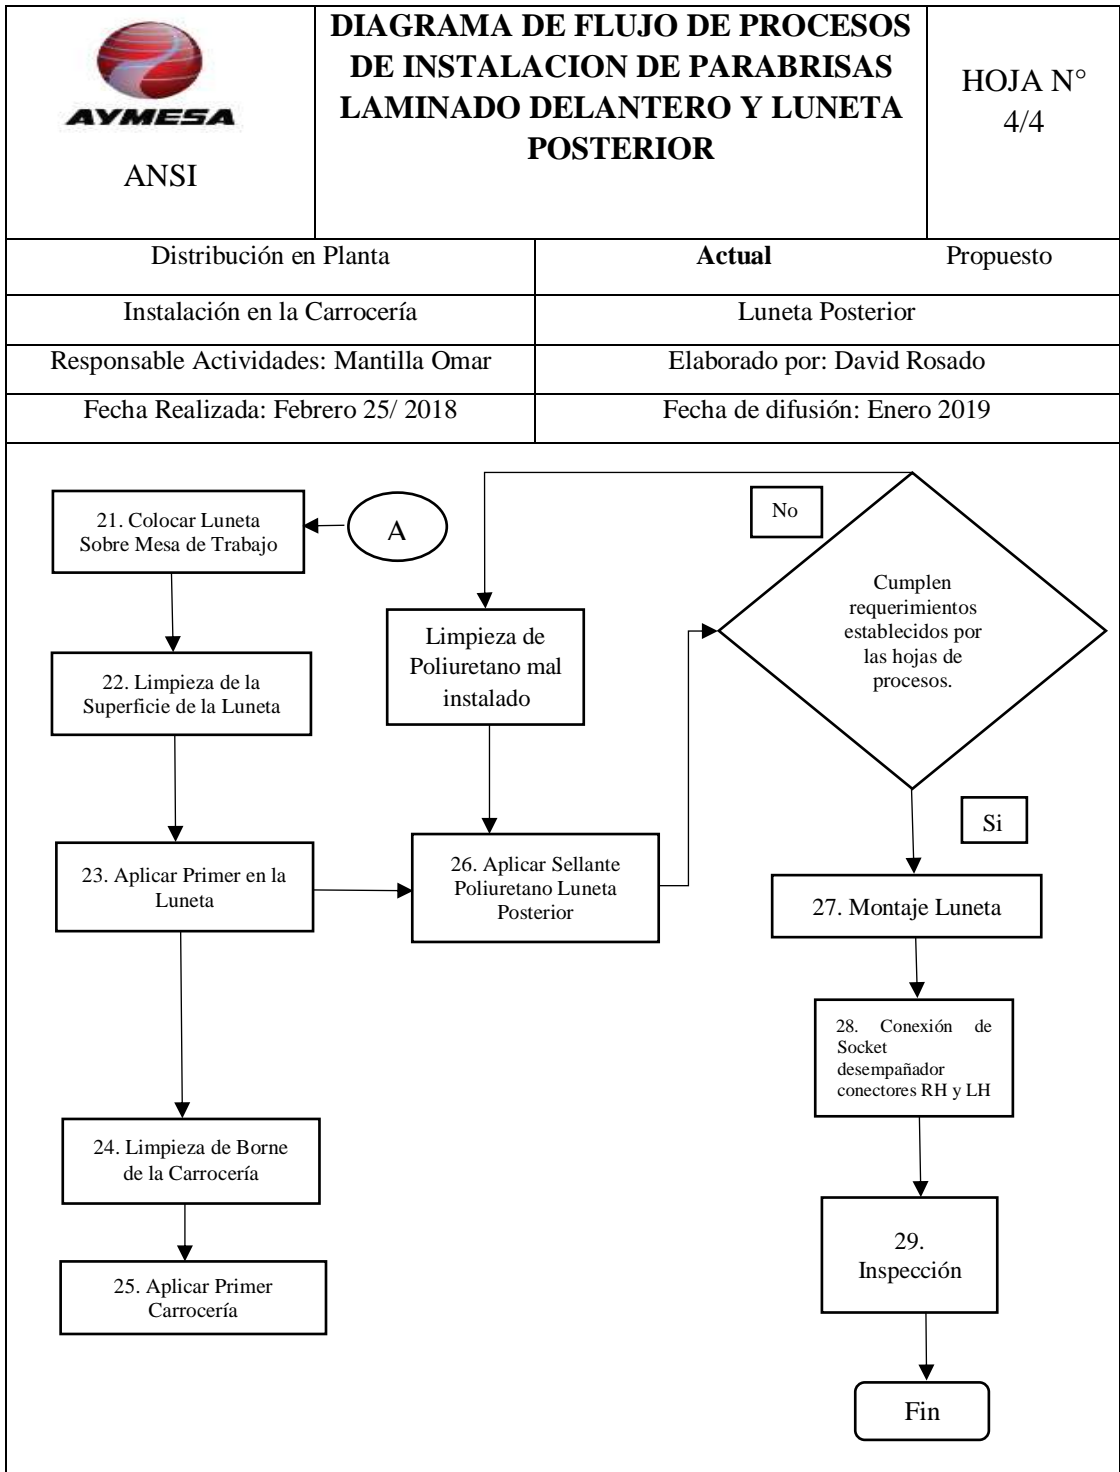 AYMESA
ANSI
DIAGRAMA DE FLUJO DE PROCESOS
DE INSTALACION DE PARABRISAS
LAMINADO DELANTERO Y LUNETA
POSTERIOR
HOJA N°
4/4
Distribución en Planta
Actual Propuesto
Instalación en la Carrocería
Luneta Posterior
Responsable Actividades: Mantilla Omar
Elaborado por: David Rosado
Fecha Realizada: Febrero 25/ 2018
Fecha de difusión: Enero 2019
21. Colocar Luneta
Sobre Mesa de Trabajo
A
22. Limpieza de la
Superficie de la Luneta
23. Aplicar Primer en la
Luneta
24. Limpieza de Borne
de la Carrocería
25. Aplicar Primer
Carrocería
Limpieza de
Poliuretano mal
instalado
26. Aplicar Sellante
Poliuretano Luneta
Posterior
No
Cumplen
requerimientos
establecidos por
las hojas de
procesos.
Si
27. Montaje Luneta
28. Conexión de
Socket
desempañador
conectores RH y LH
29.
Inspección
Fin